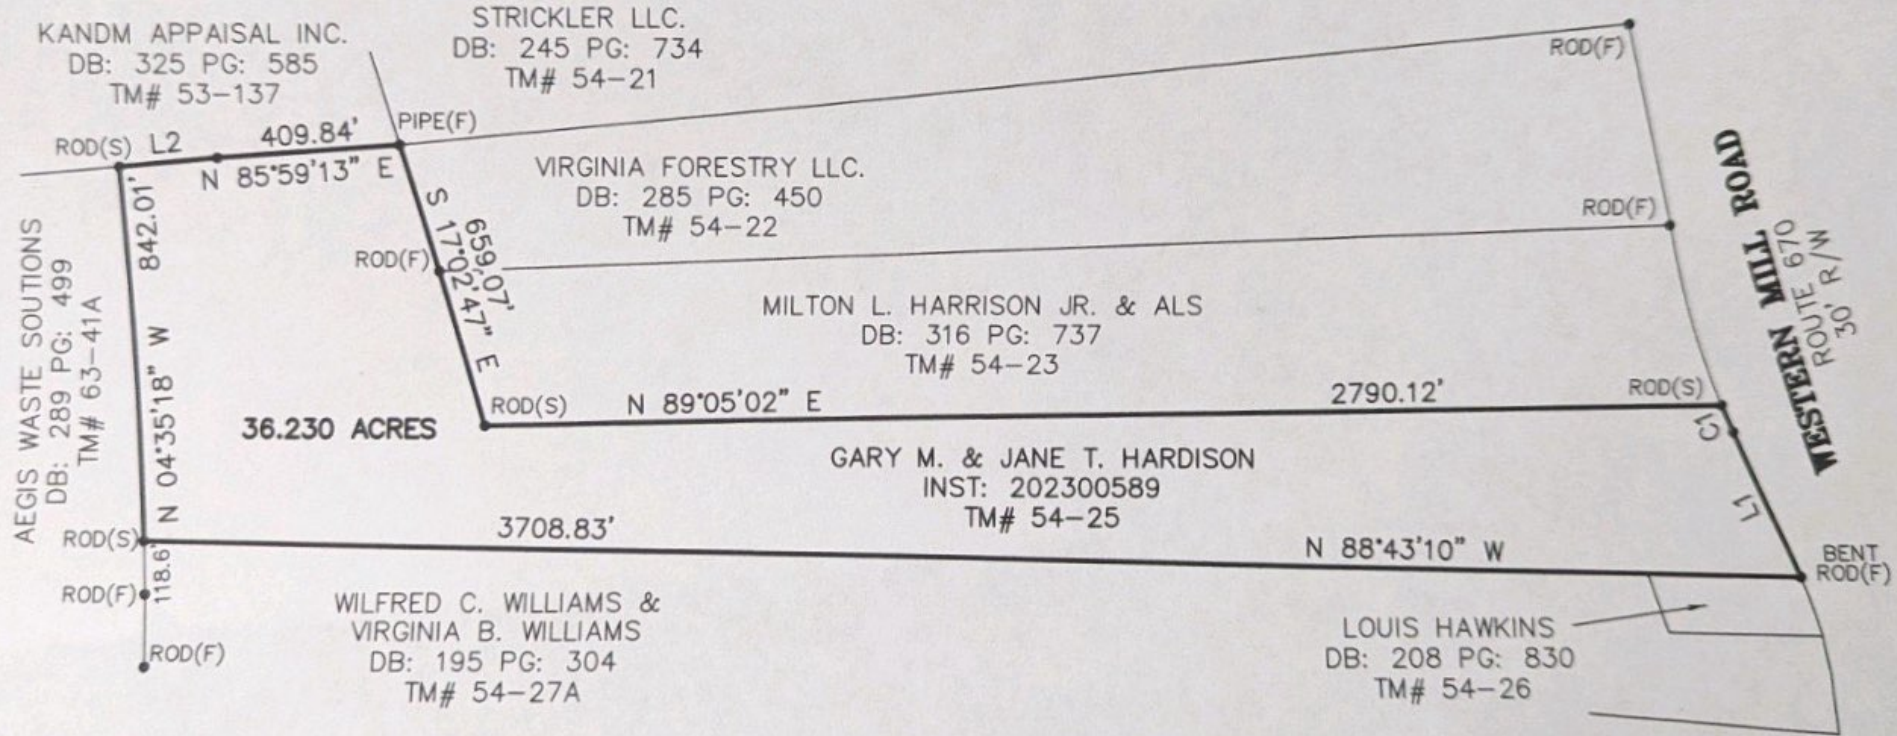 KANDM APPAISAL INC.
DB: 325 PG: 585
TM# 53-137
STRICKLER LLC.
DB: 245 PG: 734
TM# 54-21
ROD(F)
ROD(S)
L2
409.84'
PIPE(F)
N 85°59'13" E
VIRGINIA FORESTRY LLC.
DB: 285 PG: 450
TM# 54-22
ROD(F)
WESTERN MILL ROAD
ROUTE 670
30' R/W
AEGIS WASTE SOUTIONS
DB: 289 PG: 499
TM# 63-41A
N 04°35'18" W 842.01'
659.07'
S 17°02'47" E
ROD(F)
MILTON L. HARRISON JR. & ALS
DB: 316 PG: 737
TM# 54-23
ROD(S)
N 89°05'02" E
2790.12'
ROD(S)
C1
36.230 ACRES
GARY M. & JANE T. HARDISON
INST: 202300589
TM# 54-25
L1
ROD(S)
3708.83'
N 88°43'10" W
BENT
ROD(F)
118.6'
ROD(F)
ROD(F)
WILFRED C. WILLIAMS &
VIRGINIA B. WILLIAMS
DB: 195 PG: 304
TM# 54-27A
LOUIS HAWKINS
DB: 208 PG: 830
TM# 54-26